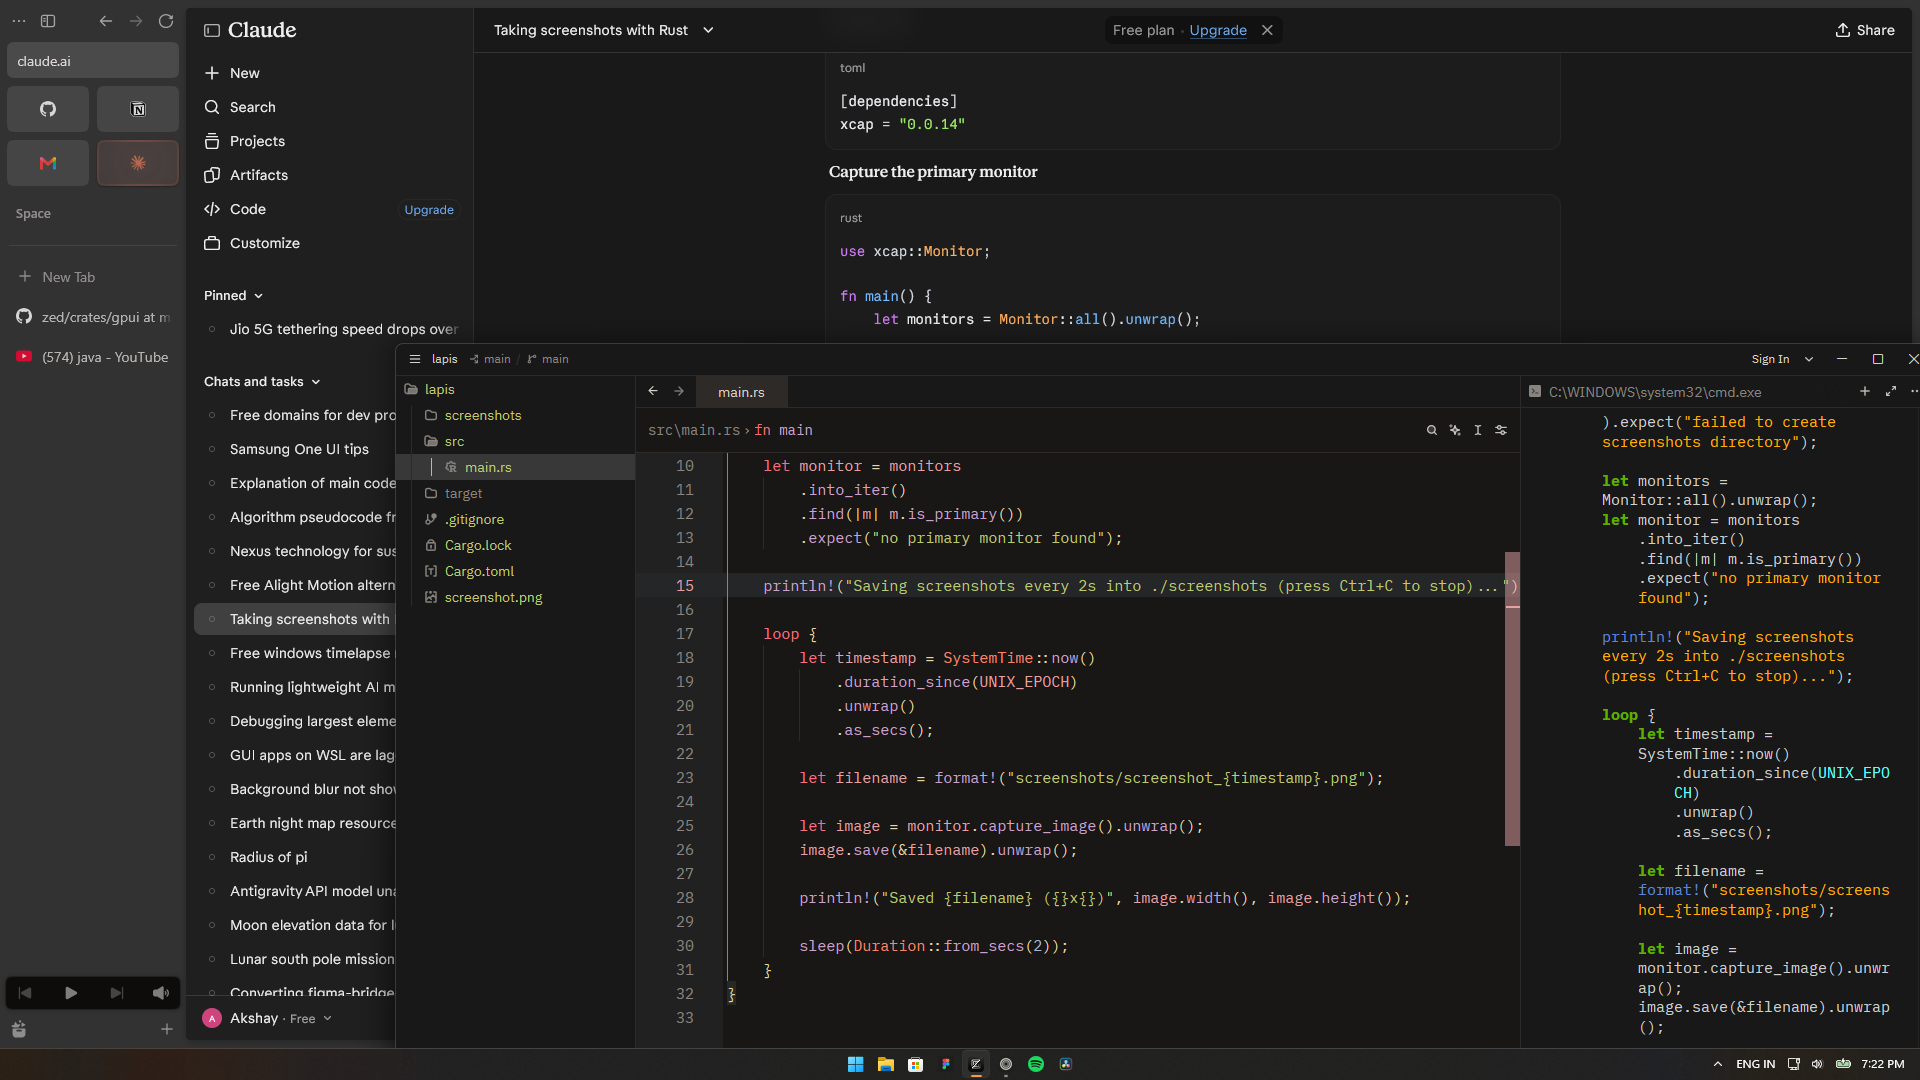 claude.ai
Space
New Tab
zed/crates/gpui at m
(574) java - YouTube
Claude
New
Search
Projects
Artifacts
Code
Upgrade
Customize
Pinned
Jio 5G tethering speed drops over
Chats and tasks
Free domains for dev pro
Samsung One UI tips
Explanation of main code
Algorithm pseudocode fr
Nexus technology for sus
Free Alight Motion altern
Taking screenshots with
Free windows timelapse
Running lightweight AI m
Debugging largest eleme
GUI apps on WSL are lag
Background blur not sho
Earth night map resource
Radius of pi
Antigravity API model una
Moon elevation data for l
Lunar south pole mission
Converting figma-bridge
A
Akshay · Free
Taking screenshots with Rust
Free plan · Upgrade
Share
toml
[dependencies]
xcap = "0.0.14"
Capture the primary monitor
rust
use xcap::Monitor;
fn main() {
let monitors = Monitor::all().unwrap();
lapis main / main
Sign In
lapis
screenshots
src
main.rs
target
.gitignore
Cargo.lock
Cargo.toml
screenshot.png
main.rs
src\main.rs › fn main
10 let monitor = monitors
11 .into_iter()
12 .find(|m| m.is_primary())
13 .expect("no primary monitor found");
14
15 println!("Saving screenshots every 2s into ./screenshots (press Ctrl+C to stop)...")
16
17 loop {
18 let timestamp = SystemTime::now()
19 .duration_since(UNIX_EPOCH)
20 .unwrap()
21 .as_secs();
22
23 let filename = format!("screenshots/screenshot_{timestamp}.png");
24
25 let image = monitor.capture_image().unwrap();
26 image.save(&filename).unwrap();
27
28 println!("Saved {filename} ({}x{})", image.width(), image.height());
29
30 sleep(Duration::from_secs(2));
31 }
32 }
33
C:\WINDOWS\system32\cmd.exe
).expect("failed to create
screenshots directory");
let monitors =
Monitor::all().unwrap();
let monitor = monitors
.into_iter()
.find(|m| m.is_primary())
.expect("no primary monitor
found");
println!("Saving screenshots
every 2s into ./screenshots
(press Ctrl+C to stop)...");
loop {
let timestamp =
SystemTime::now()
.duration_since(UNIX_EPO
CH)
.unwrap()
.as_secs();
let filename =
format!("screenshots/screens
hot_{timestamp}.png");
let image =
monitor.capture_image().unwr
ap();
image.save(&filename).unwrap
();
ENG IN
7:22 PM